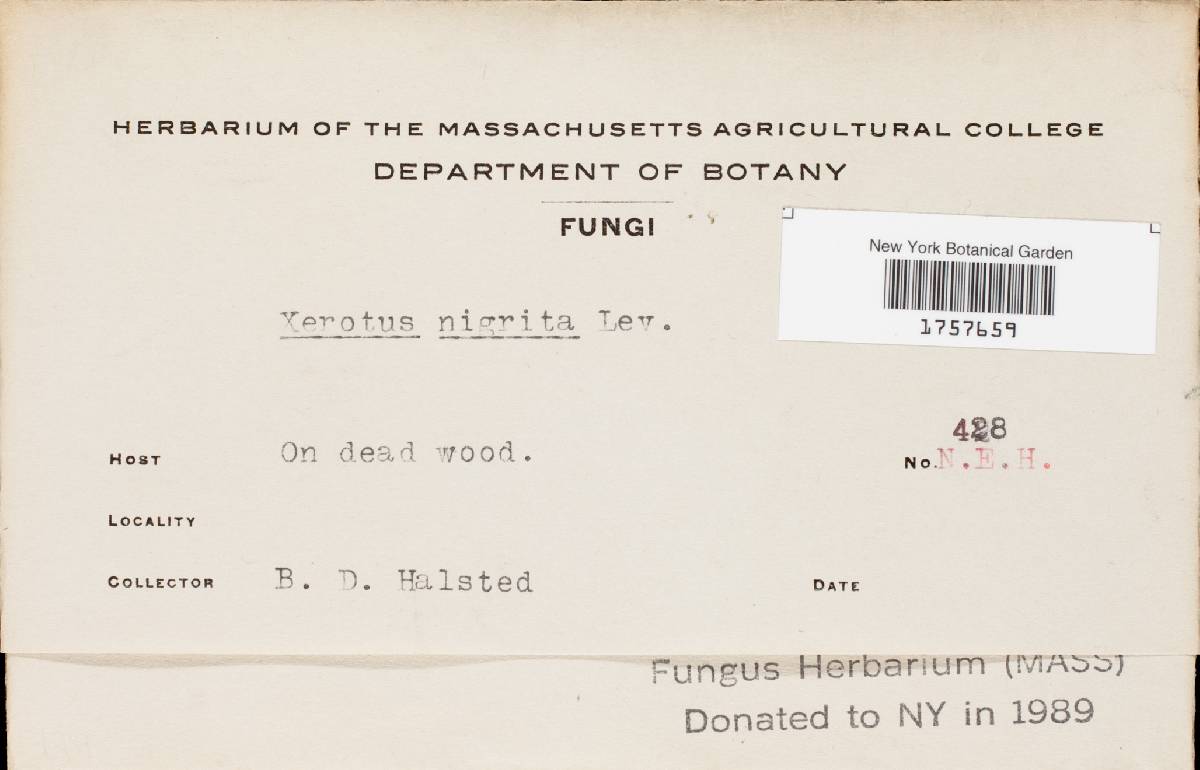 HERBARIUM OF THE MASSACHUSETTS AGRICULTURAL COLLEGE
DEPARTMENT OF BOTANY
FUNGI
New York Botanical Garden
1757659
Xerotus nigrita Lev.
428
HOST On dead wood. No. N.E.H.
LOCALITY
COLLECTOR B. D. Halsted DATE
Fungus Herbarium (MASS)
Donated to NY in 1989